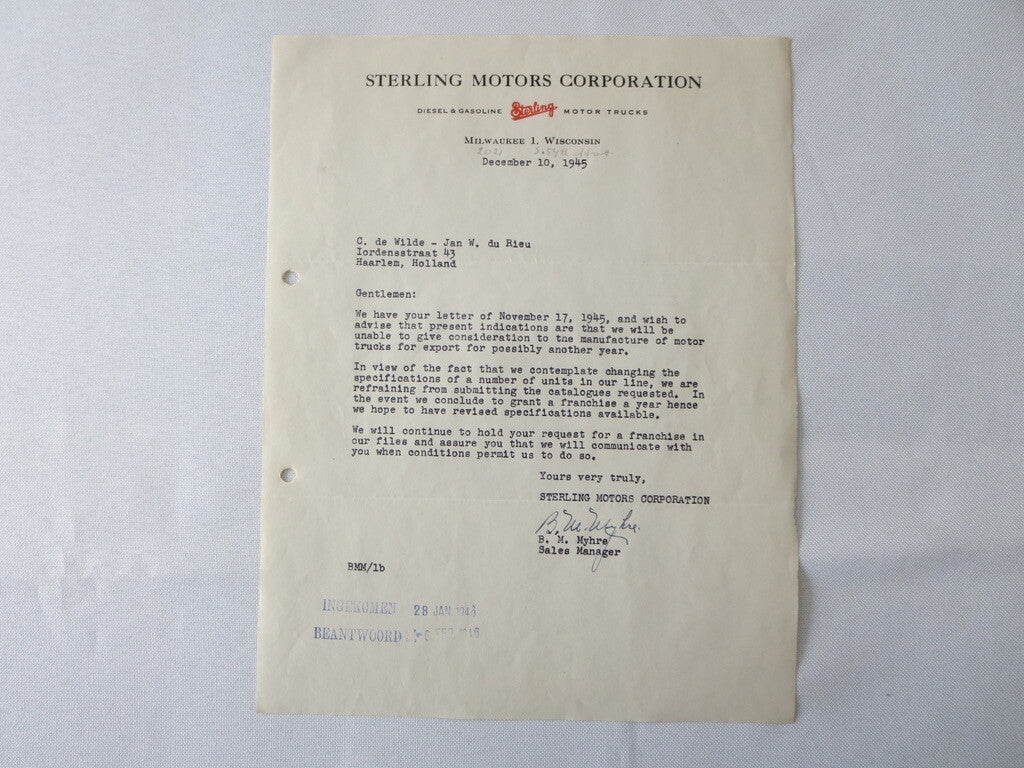 STERLING MOTORS CORPORATION
DIESEL & GASOLINE Sterling MOTOR TRUCKS
MILWAUKEE 1, WISCONSIN
December 10, 1945
C. de Wilde - Jan W. du Rieu
Iordensstraat 43
Haarlem, Holland
Gentlemen:
We have your letter of November 17, 1945, and wish to
advise that present indications are that we will be
unable to give consideration to the manufacture of motor
trucks for export for possibly another year.
In view of the fact that we contemplate changing the
specifications of a number of units in our line, we are
refraining from submitting the catalogues requested. In
the event we conclude to grant a franchise a year hence
we hope to have revised specifications available.
We will continue to hold your request for a franchise in
our files and assure you that we will communicate with
you when conditions permit us to do so.
Yours very truly,
STERLING MOTORS CORPORATION
B. M. Myhre
B. M. Myhre
Sales Manager
BMM/lb
INGEKOMEN 28 JAN 1946
BEANTWOORD 6 FEB 1946